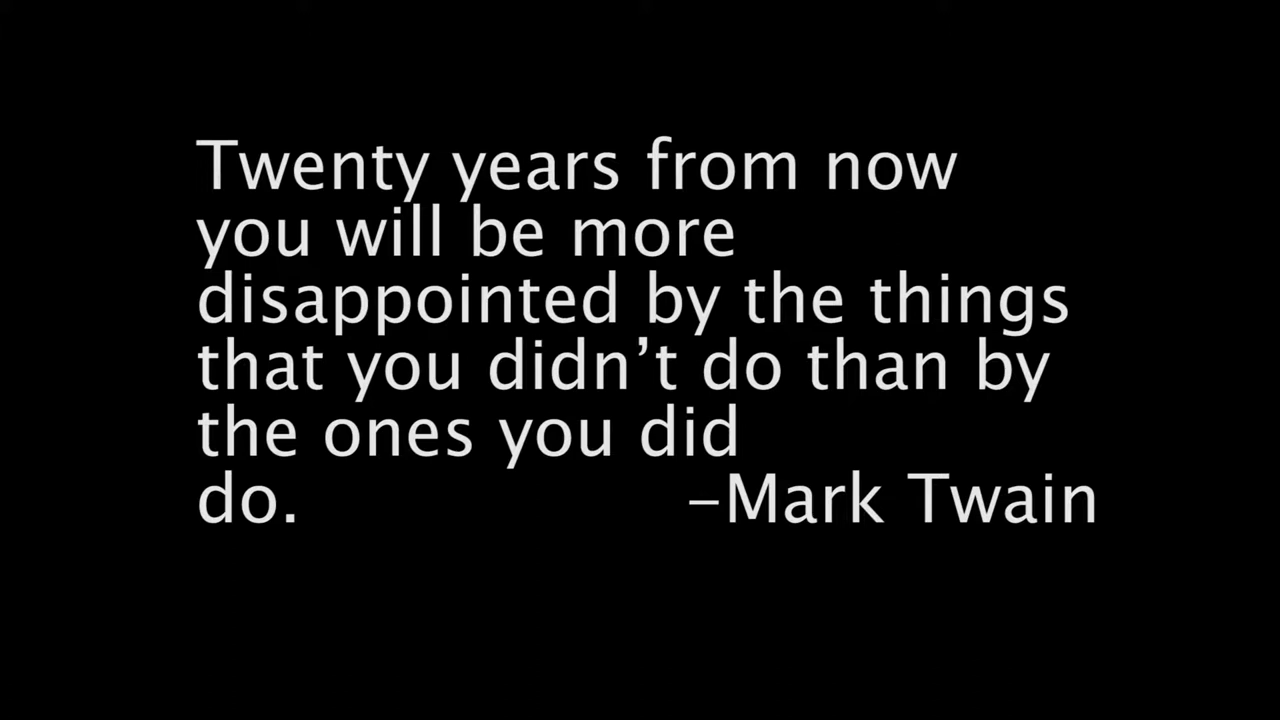 Twenty years from now
you will be more
disappointed by the things
that you didn’t do than by
the ones you did
do. –Mark Twain